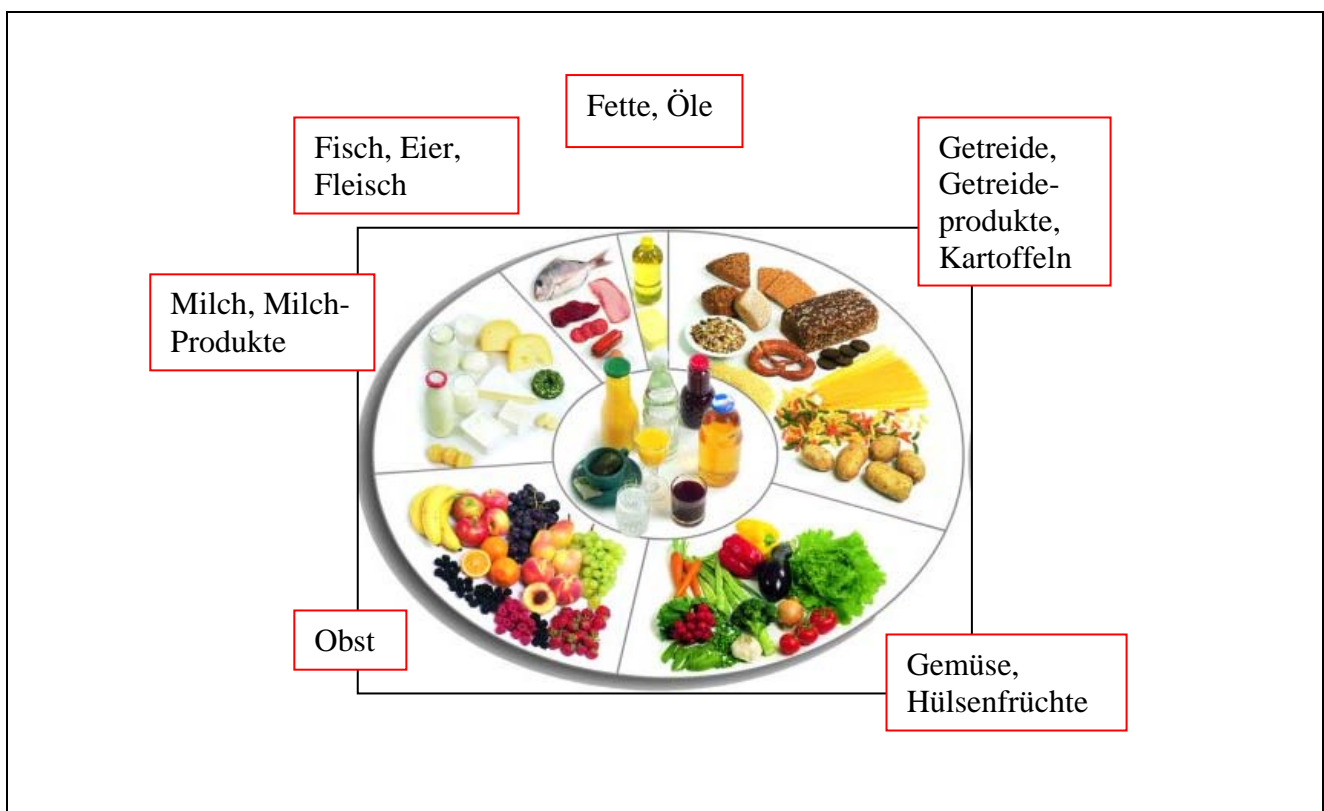 Fette, Öle
Fisch, Eier,
Fleisch
Getreide,
Getreide-
produkte,
Kartoffeln
Milch, Milch-
Produkte
Obst
Gemüse,
Hülsenfrüchte